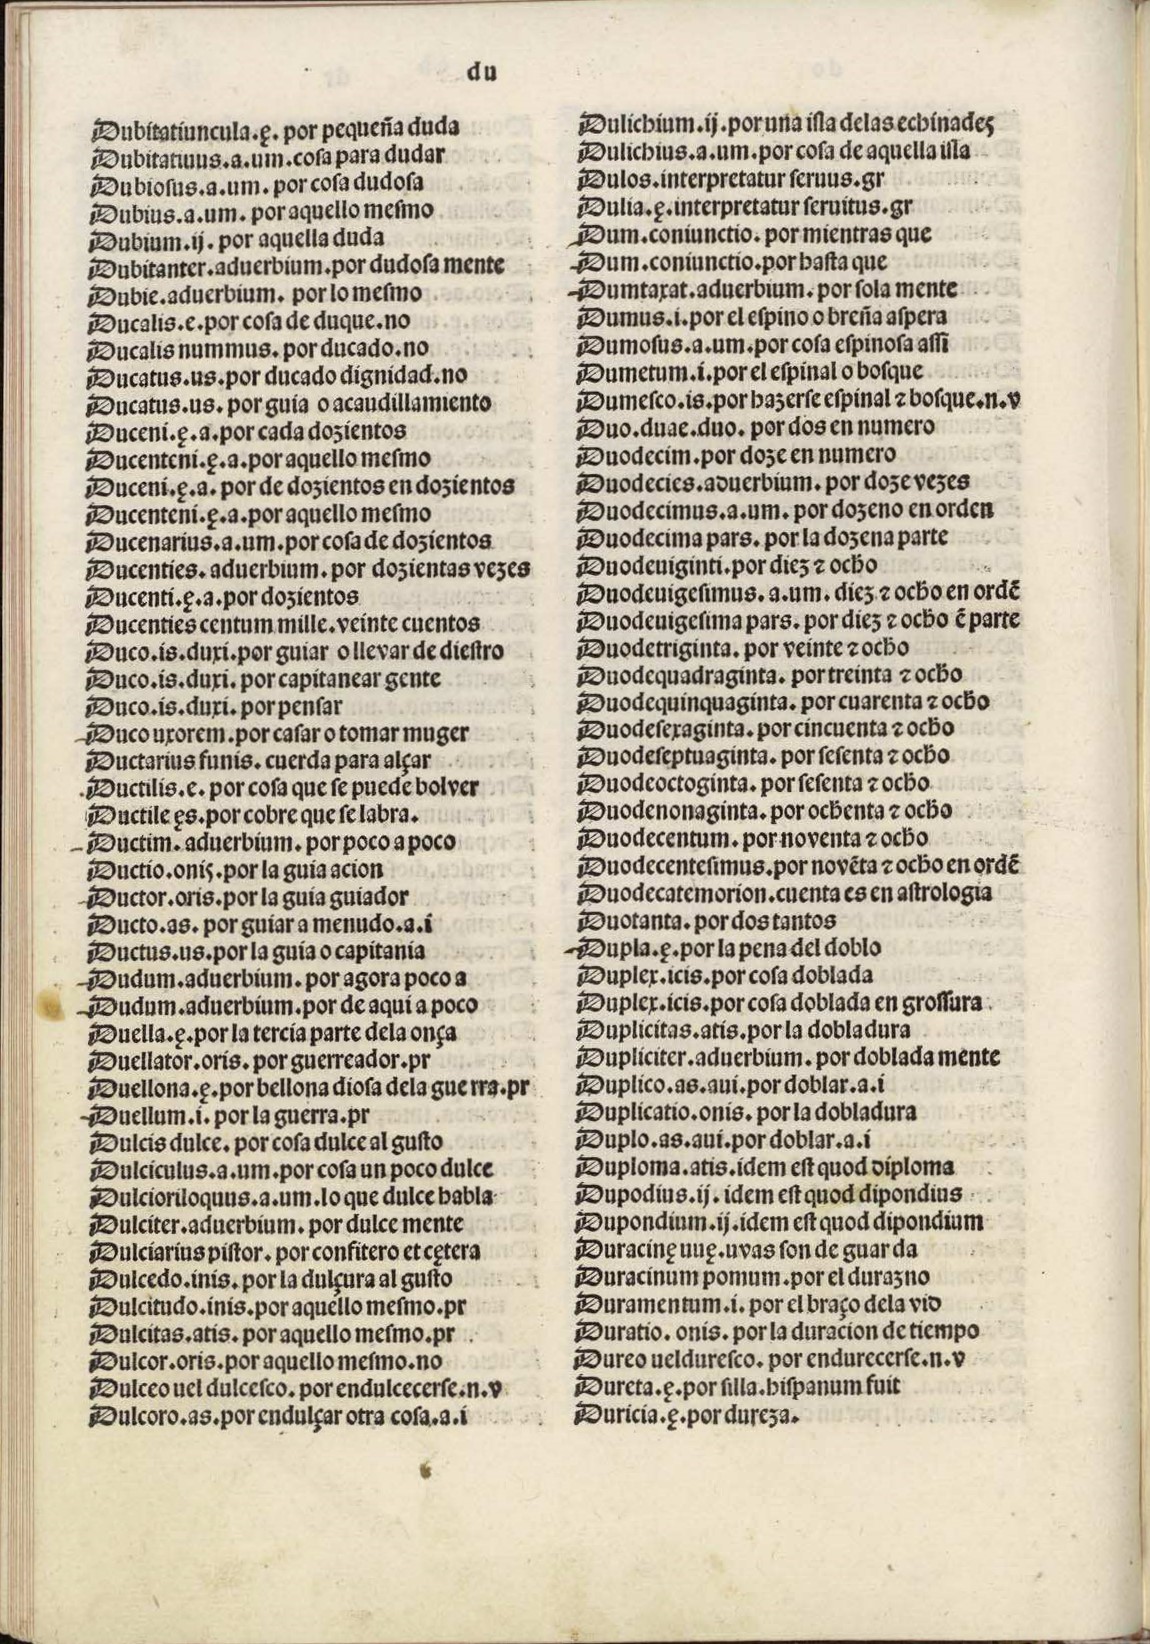 du
Dubitatiuncula.ę. por pequeña duda
Dubitatiuus.a.um.cosa para dudar
Dubiosus.a.um. por cosa dudosa
Dubius.a.um. por aquello mesmo
Dubium.ij. por aquella duda
Dubitanter.aduerbium.por dudosa mente
Dubie.aduerbium. por lo mesmo
Ducalis.e.por cosa de duque.no
Ducalis nummus.por ducado.no
Ducatus.us.por ducado dignidad.no
Ducatus.us.por guia o acaudillamiento
Duceni.ę.a.por cada dozientos
Ducenteni.ę.a.por aquello mesmo
Duceni.ę.a. por de dozientos en dozientos
Ducenteni.ę.a.por aquello mesmo
Ducenarius.a.um.por cosa de dozientos
Ducenties.aduerbium.por dozientas vezes
Ducenti.ę.a.por dozientos
Ducenties centum mille.veinte cuentos
Duco.is.duxi.por guiar o llevar de diestro
Duco.is.duxi.por capitanear gente
Duco.is.duxi.por pensar
Duco uxorem.por casar o tomar muger
Ductarius funis.cuerda para alçar
Ductilis.e. por cosa que se puede bolver
Ductile ęs.por cobre que se labra.
Ductim.aduerbium.por poco a poco
Ductio.onis.por la guia acion
Ductor.oris.por la guia guiador
Ducto.as. por guiar a menudo.a.i
Ductus.us.por la guia o capitania
Dudum.aduerbium.por agora poco a
Dudum.aduerbium.por de aqui a poco
Duella.ę.por la tercia parte dela onça
Duellator.oris.por guerreador.pr
Duellona.ę.por bellona diosa dela gue rra.pr
Duellum.i. por la guerra.pr
Dulcis dulce.por cosa dulce al gusto
Dulciculus.a.um.por cosa un poco dulce
Dulcioriloquus.a.um.lo que dulce habla
Dulciter.aduerbium.por dulce mente
Dulciarius pistor.por confitero et cętera
Dulcedo.inis.por la dulçura al gusto
Dulcitudo.inis.por aquello mesmo.pr
Dulcitas.atis.por aquello mesmo.pr
Dulcor.oris.por aquello mesmo.no
Dulceo uel dulcesco.por endulcecerse.n.v
Dulcoro.as.por endulçar otra cosa.a.i
Dulichium.ij.por una isla delas echinades
Dulichius.a.um.por cosa de aquella isla
Dulos.interpretatur seruus.gr
Dulia.ę.interpretatur seruitus.gr
Dum.coniunctio.por mientras que
Dum.coniunctio.por hasta que
Dumtaxat.aduerbium.por sola mente
Dumus.i.por el espino o breña aspera
Dumosus.a.um.por cosa espinosa assi
Dumetum.i.por el espinal o bosque
Dumesco.is.por hazerse espinal ⁊ bosque.n.v
Duo.duae.duo. por dos en numero
Duodecim.por doze en numero
Duodecies.aduerbium.por doze vezes
Duodecimus.a.um.por dozeno en orden
Duodecima pars.por la dozena parte
Duodeuiginti.por diez ⁊ ocho
Duodeuigesimus.a.um.diez ⁊ ocho en ordē
Duodeuigesima pars.por diez ⁊ ocho ē parte
Duodetriginta.por veinte ⁊ ocho
Duodequadraginta.por treinta ⁊ ocho
Duodequinquaginta.por cuarenta ⁊ ocho
Duodesexaginta.por cincuenta ⁊ ocho
Duodeseptuaginta.por sesenta ⁊ ocho
Duodeoctoginta.por sesenta ⁊ ocho
Duodenonaginta.por ochenta ⁊ ocho
Duodecentum.por noventa ⁊ ocho
Duodecentesimus.por novēta ⁊ ocho en ordē
Duodecatemorion.cuenta es en astrologia
Duotanta.por dos tantos
Dupla.ę.por la pena del doblo
Duplex.icis.por cosa doblada
Duplex.icis.por cosa doblada en grossura
Duplicitas.atis.por la dobladura
Dupliciter.aduerbium.por doblada mente
Duplico.as.aui.por doblar.a.i
Duplicatio.onis.por la dobladura
Duplo.as.aui.por doblar.a.i
Duploma.atis.idem est quod diploma
Dupodius.ij.idem est quod dipondius
Dupondium.ij.idem est quod dipondium
Duracinę uuę.uvas son de guarda
Duracinum pomum.por el durazno
Duramentum.i.por el braço dela vid
Duratio.onis.por la duracion de tiempo
Dureo uelduresco.por endurecerse.n.v
Dureta.ę.por silla.hispanum fuit
Duricia.ę.por dureza.